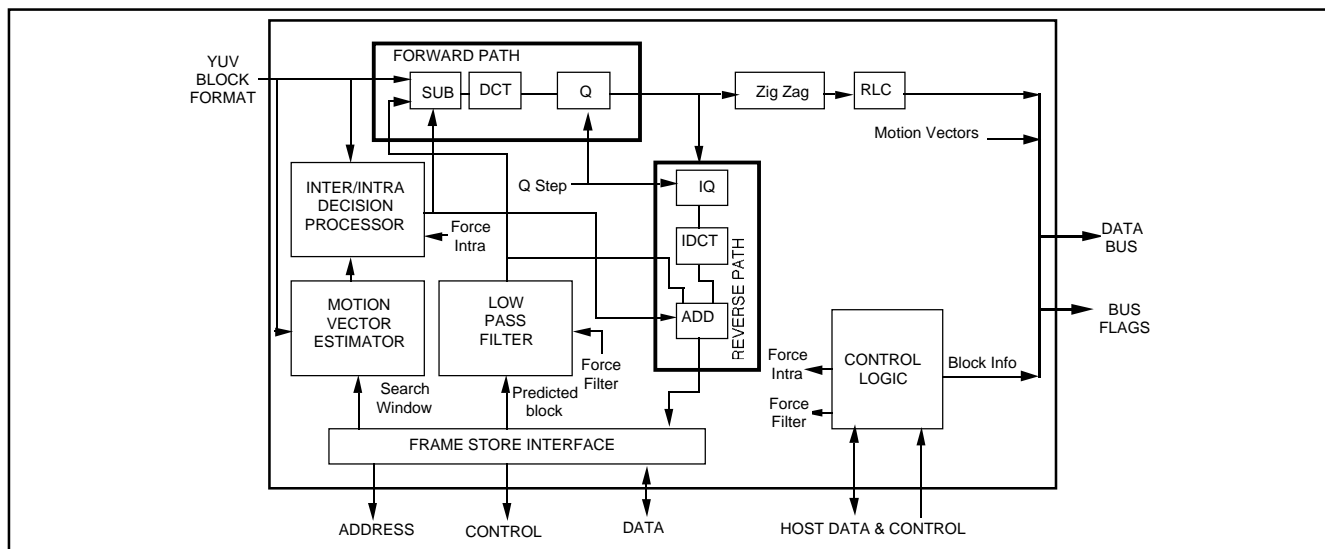 FORWARD PATH
YUV
BLOCK
FORMAT
SUB
DCT
Q
Zig Zag
RLC
Motion Vectors
INTER/INTRA
DECISION
PROCESSOR
Q Step
IQ
Force
Intra
IDCT
REVERSE PATH
DATA
BUS
MOTION
VECTOR
ESTIMATOR
LOW
PASS
FILTER
ADD
BUS
FLAGS
Force
Filter
Force
Intra
CONTROL
LOGIC
Block Info
Search
Window
Predicted
block
Force
Filter
FRAME STORE INTERFACE
ADDRESS
CONTROL
DATA
HOST DATA & CONTROL